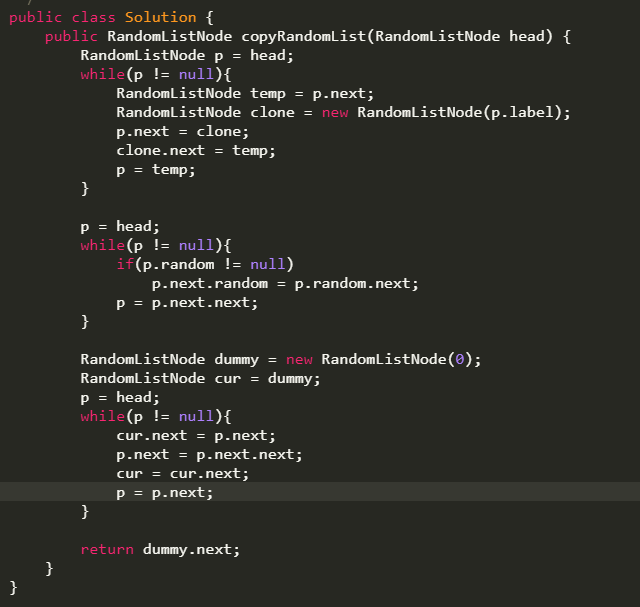 public class Solution {
    public RandomListNode copyRandomList(RandomListNode head) {
        RandomListNode p = head;
        while(p != null){
            RandomListNode temp = p.next;
            RandomListNode clone = new RandomListNode(p.label);
            p.next = clone;
            clone.next = temp;
            p = temp;
        }

        p = head;
        while(p != null){
            if(p.random != null)
                p.next.random = p.random.next;
            p = p.next.next;
        }

        RandomListNode dummy = new RandomListNode(0);
        RandomListNode cur = dummy;
        p = head;
        while(p != null){
            cur.next = p.next;
            p.next = p.next.next;
            cur = cur.next;
            p = p.next;
        }

        return dummy.next;
    }
}